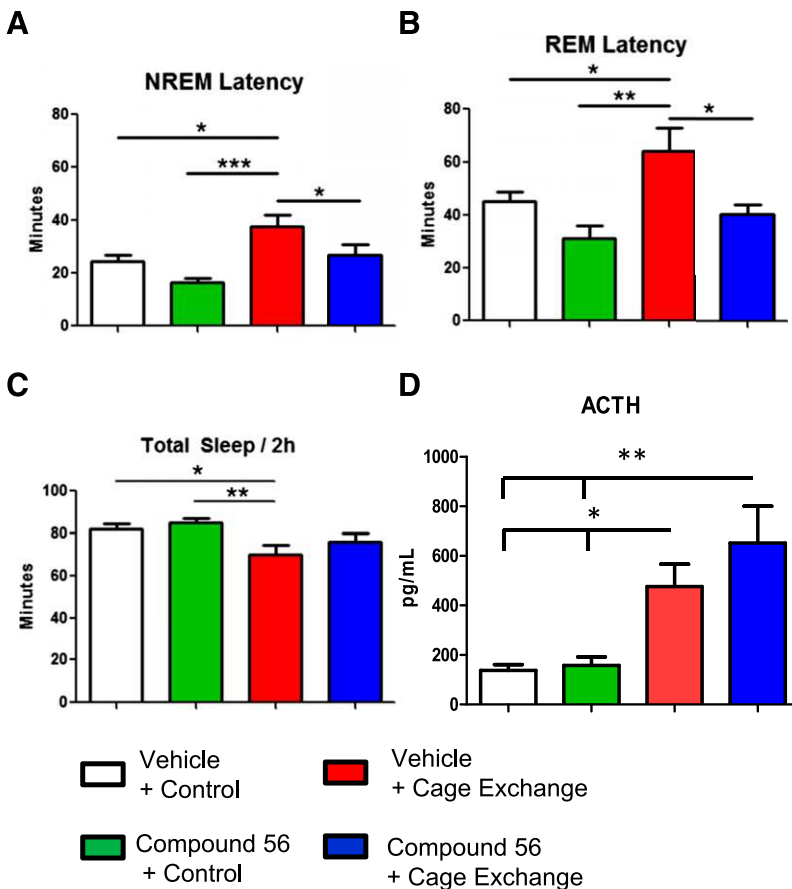 A
NREM Latency
Minutes
80
60
40
20
0
*
***
*
B
REM Latency
Minutes
80
60
40
20
0
*
**
*
C
Total Sleep / 2h
Minutes
100
80
60
40
20
0
*
**
D
ACTH
pg/mL
1000
800
600
400
200
0
**
*
Vehicle
+ Control
Vehicle
+ Cage Exchange
Compound 56
+ Control
Compound 56
+ Cage Exchange